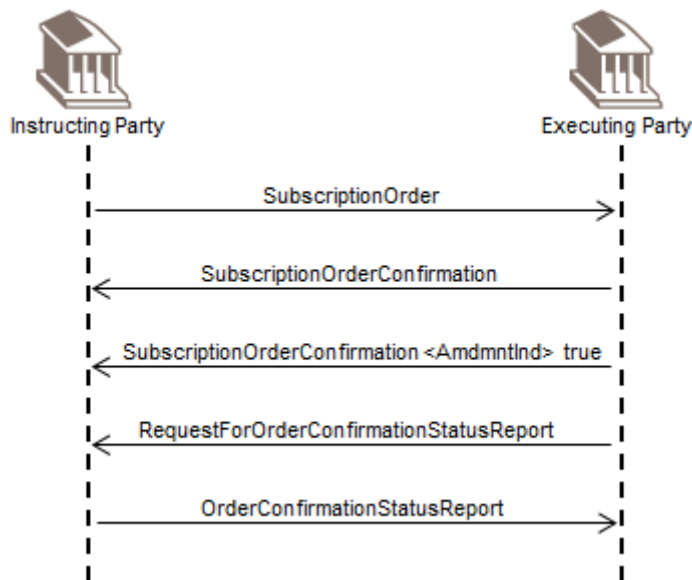 Instructing Party
Executing Party
SubscriptionOrder
SubscriptionOrderConfirmation
SubscriptionOrderConfirmation <AmdmntInd> true
RequestForOrderConfirmationStatusReport
OrderConfirmationStatusReport